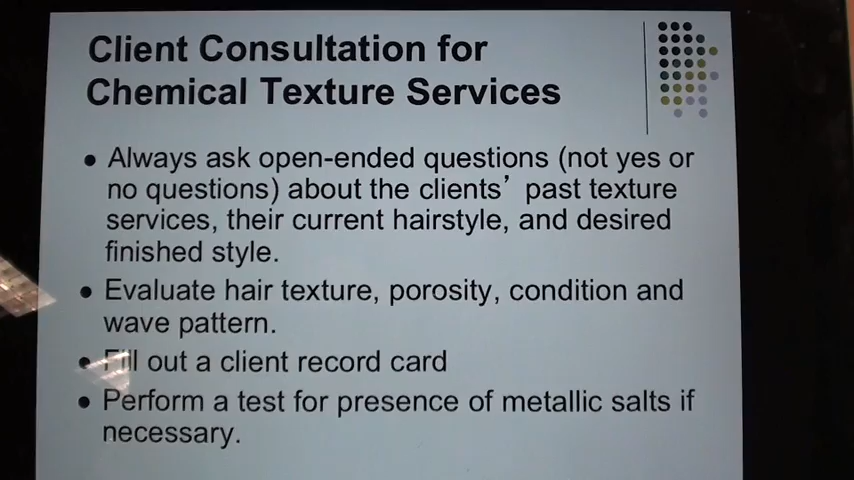 Client Consultation for
Chemical Texture Services
● Always ask open-ended questions (not yes or
no questions) about the clients’ past texture
services, their current hairstyle, and desired
finished style.
● Evaluate hair texture, porosity, condition and
wave pattern.
● Fill out a client record card
● Perform a test for presence of metallic salts if
necessary.